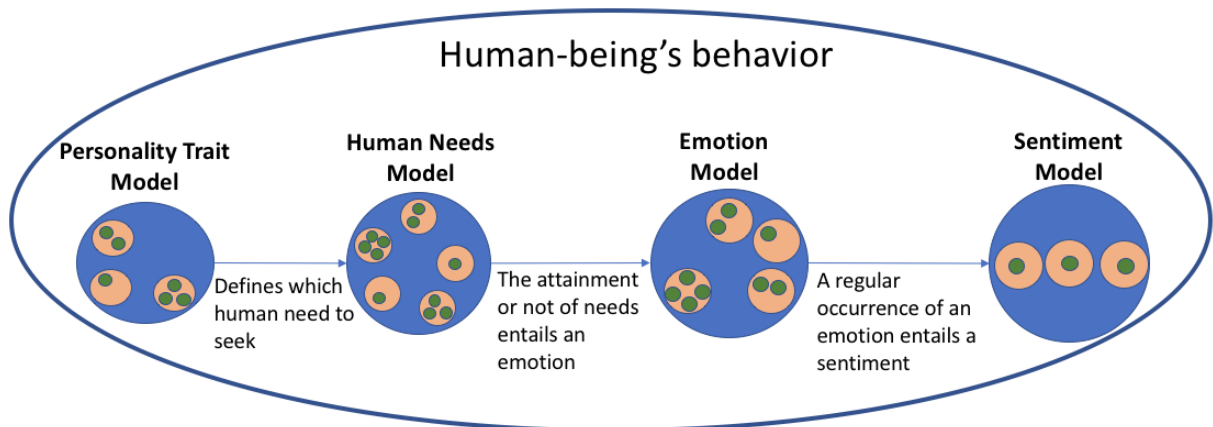 Human-being’s behavior
Personality Trait
Model
Human Needs
Model
Emotion
Model
Sentiment
Model
Defines which
human need to
seek
The attainment
or not of needs
entails an
emotion
A regular
occurrence of an
emotion entails a
sentiment